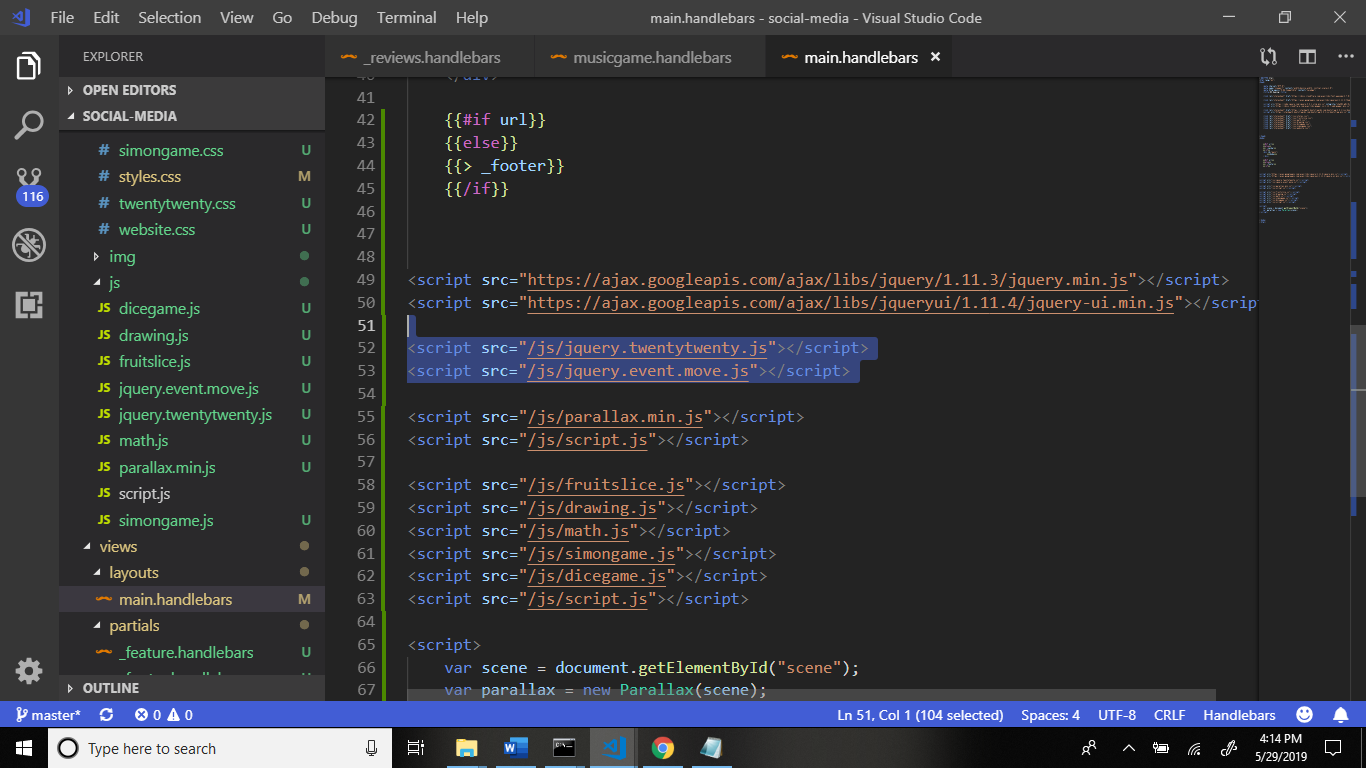 File Edit Selection View Go Debug Terminal Help
main.handlebars - social-media - Visual Studio Code
EXPLORER
_reviews.handlebars
musicgame.handlebars
main.handlebars
OPEN EDITORS
SOCIAL-MEDIA
# simongame.css U
# styles.css M
# twentytwenty.css U
# website.css U
img
js
JS dicegame.js U
JS drawing.js U
JS fruitslice.js U
JS jquery.event.move.js U
JS jquery.twentytwenty.js U
JS math.js U
JS parallax.min.js U
JS script.js
JS simongame.js U
views
layouts
main.handlebars M
partials
_feature.handlebars U
OUTLINE
116
40 </div>
41
42 {{#if url}}
43 {{else}}
44 {{> _footer}}
45 {{/if}}
46
47
48
49 <script src="https://ajax.googleapis.com/ajax/libs/jquery/1.11.3/jquery.min.js"></script>
50 <script src="https://ajax.googleapis.com/ajax/libs/jqueryui/1.11.4/jquery-ui.min.js"></scrip
51
52 <script src="/js/jquery.twentytwenty.js"></script>
53 <script src="/js/jquery.event.move.js"></script>
54
55 <script src="/js/parallax.min.js"></script>
56 <script src="/js/script.js"></script>
57
58 <script src="/js/fruitslice.js"></script>
59 <script src="/js/drawing.js"></script>
60 <script src="/js/math.js"></script>
61 <script src="/js/simongame.js"></script>
62 <script src="/js/dicegame.js"></script>
63 <script src="/js/script.js"></script>
64
65 <script>
66 var scene = document.getElementById("scene");
67 var parallax = new Parallax(scene);
master* 0 0
Ln 51, Col 1 (104 selected) Spaces: 4 UTF-8 CRLF Handlebars
Type here to search
4:14 PM
5/29/2019